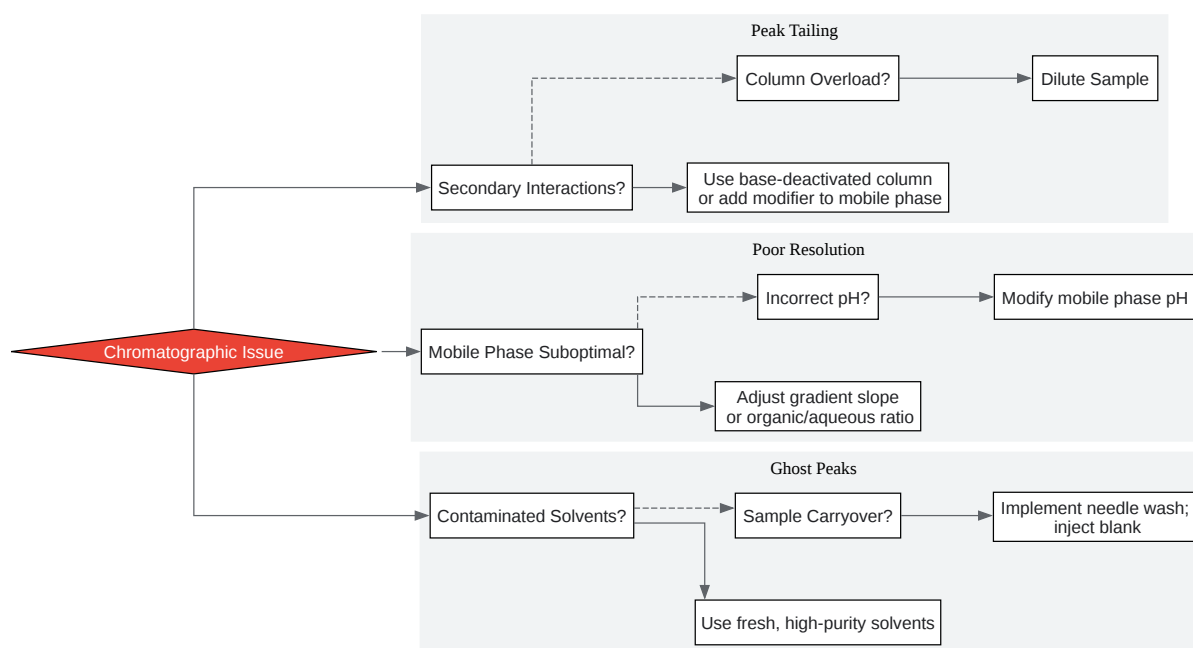 Peak Tailing
Column Overload?
Dilute Sample
Secondary Interactions?
Use base-deactivated column
or add modifier to mobile phase
Poor Resolution
Incorrect pH?
Modify mobile phase pH
Chromatographic Issue
Mobile Phase Suboptimal?
Adjust gradient slope
or organic/aqueous ratio
Ghost Peaks
Contaminated Solvents?
Sample Carryover?
Implement needle wash;
inject blank
Use fresh, high-purity solvents